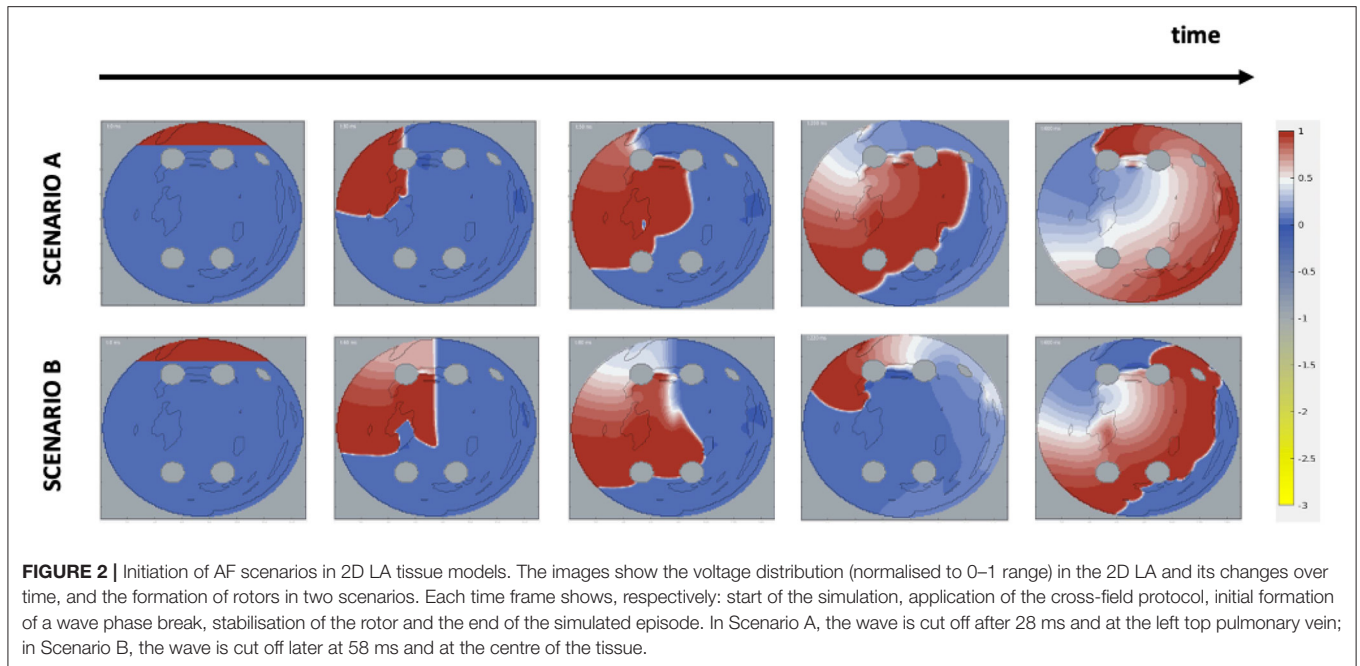 time
SCENARIO A
SCENARIO B
1
0.5
0
-0.5
-1
-1.5
-2
-2.5
-3
FIGURE 2 | Initiation of AF scenarios in 2D LA tissue models. The images show the voltage distribution (normalised to 0–1 range) in the 2D LA and its changes over
time, and the formation of rotors in two scenarios. Each time frame shows, respectively: start of the simulation, application of the cross-field protocol, initial formation
of a wave phase break, stabilisation of the rotor and the end of the simulated episode. In Scenario A, the wave is cut off after 28 ms and at the left top pulmonary vein;
in Scenario B, the wave is cut off later at 58 ms and at the centre of the tissue.